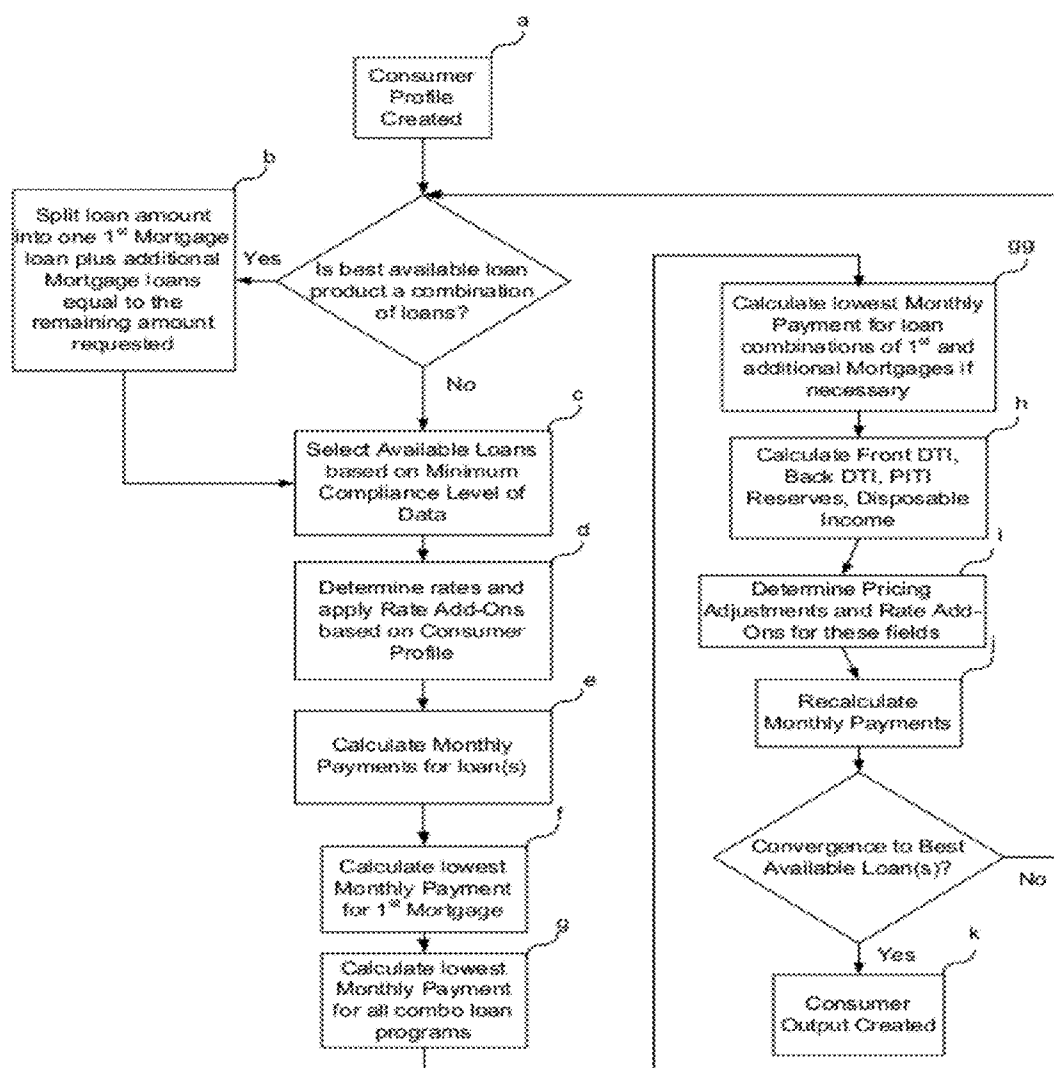 a
Consumer
Profile
Created
b
Split loan amount
into one 1st Mortgage
loan plus additional
Mortgage loans
equal to the
remaining amount
requested
Yes
Is best available loan
product a combination
of loans?
No
c
Select Available Loans
based on Minimum
Compliance Level of
Data
d
Determine rates and
apply Rate Add-Ons
based on Consumer
Profile
e
Calculate Monthly
Payments for loan(s)
f
Calculate lowest
Monthly Payment
for 1st Mortgage
g
Calculate lowest
Monthly Payment
for all combo loan
programs
gg
Calculate lowest Monthly
Payment for loan
combinations of 1st and
additional Mortgages if
necessary
h
Calculate Front DTI,
Back DTI, PITI
Reserves, Disposable
Income
i
Determine Pricing
Adjustments and Rate Add-
Ons for these fields
j
Recalculate
Monthly Payments
Convergence to Best
Available Loan(s)?
No
Yes
k
Consumer
Output Created